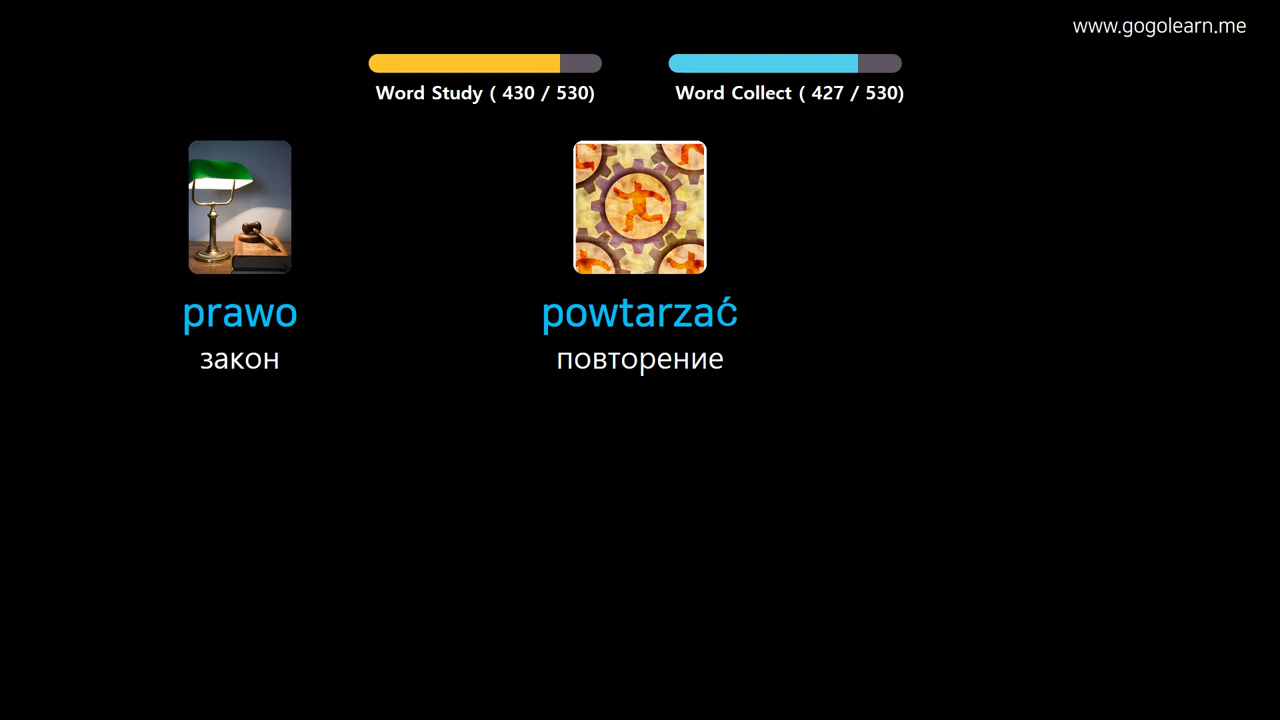 www.gogolearn.me
Word Study ( 430 / 530)
Word Collect ( 427 / 530)
prawo
powtarzać
закон
повторение